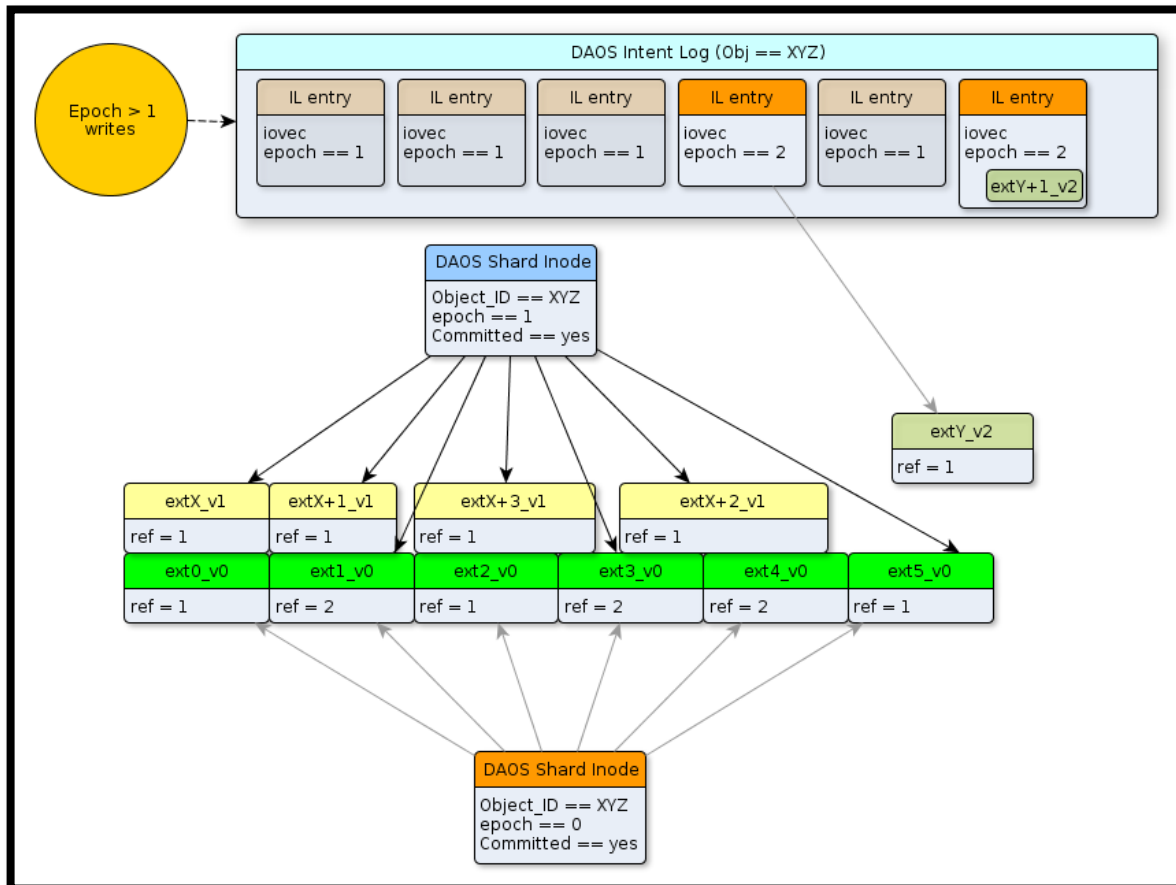 DAOS Intent Log (Obj == XYZ)
Epoch > 1
writes
IL entry
iovec
epoch == 1
IL entry
iovec
epoch == 1
IL entry
iovec
epoch == 1
IL entry
iovec
epoch == 2
IL entry
iovec
epoch == 1
IL entry
iovec
epoch == 2
extY+1_v2
DAOS Shard Inode
Object_ID == XYZ
epoch == 1
Committed == yes
extY_v2
ref = 1
extX_v1
ref = 1
extX+1_v1
ref = 1
extX+3_v1
ref = 1
extX+2_v1
ref = 1
ext0_v0
ref = 1
ext1_v0
ref = 2
ext2_v0
ref = 1
ext3_v0
ref = 2
ext4_v0
ref = 2
ext5_v0
ref = 1
DAOS Shard Inode
Object_ID == XYZ
epoch == 0
Committed == yes